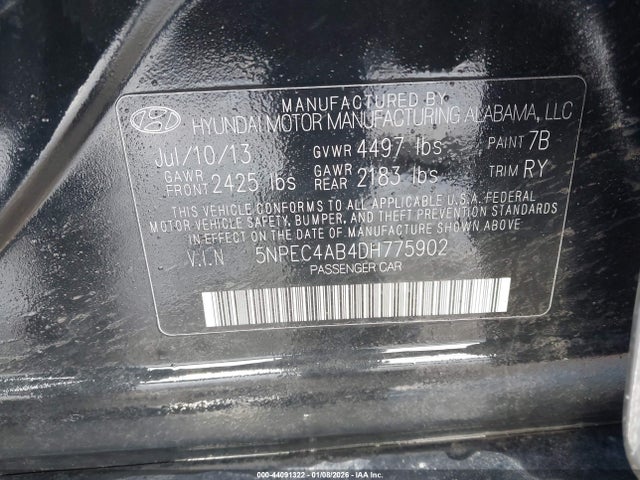 MANUFACTURED BY
HYUNDAI MOTOR MANUFACTURING ALABAMA, LLC
Jul/10/13 GVWR 4497 lbs PAINT 7B
GAWR FRONT 2425 lbs GAWR REAR 2183 lbs TRIM RY
THIS VEHICLE CONFORMS TO ALL APPLICABLE U.S.A. FEDERAL
MOTOR VEHICLE SAFETY, BUMPER, AND THEFT PREVENTION STANDARDS
IN EFFECT ON THE DATE OF MANUFACTURE SHOWN ABOVE.
V.I.N 5NPEC4AB4DH775902
PASSENGER CAR
000-44091322 | 01/08/2026 | IAA Inc.